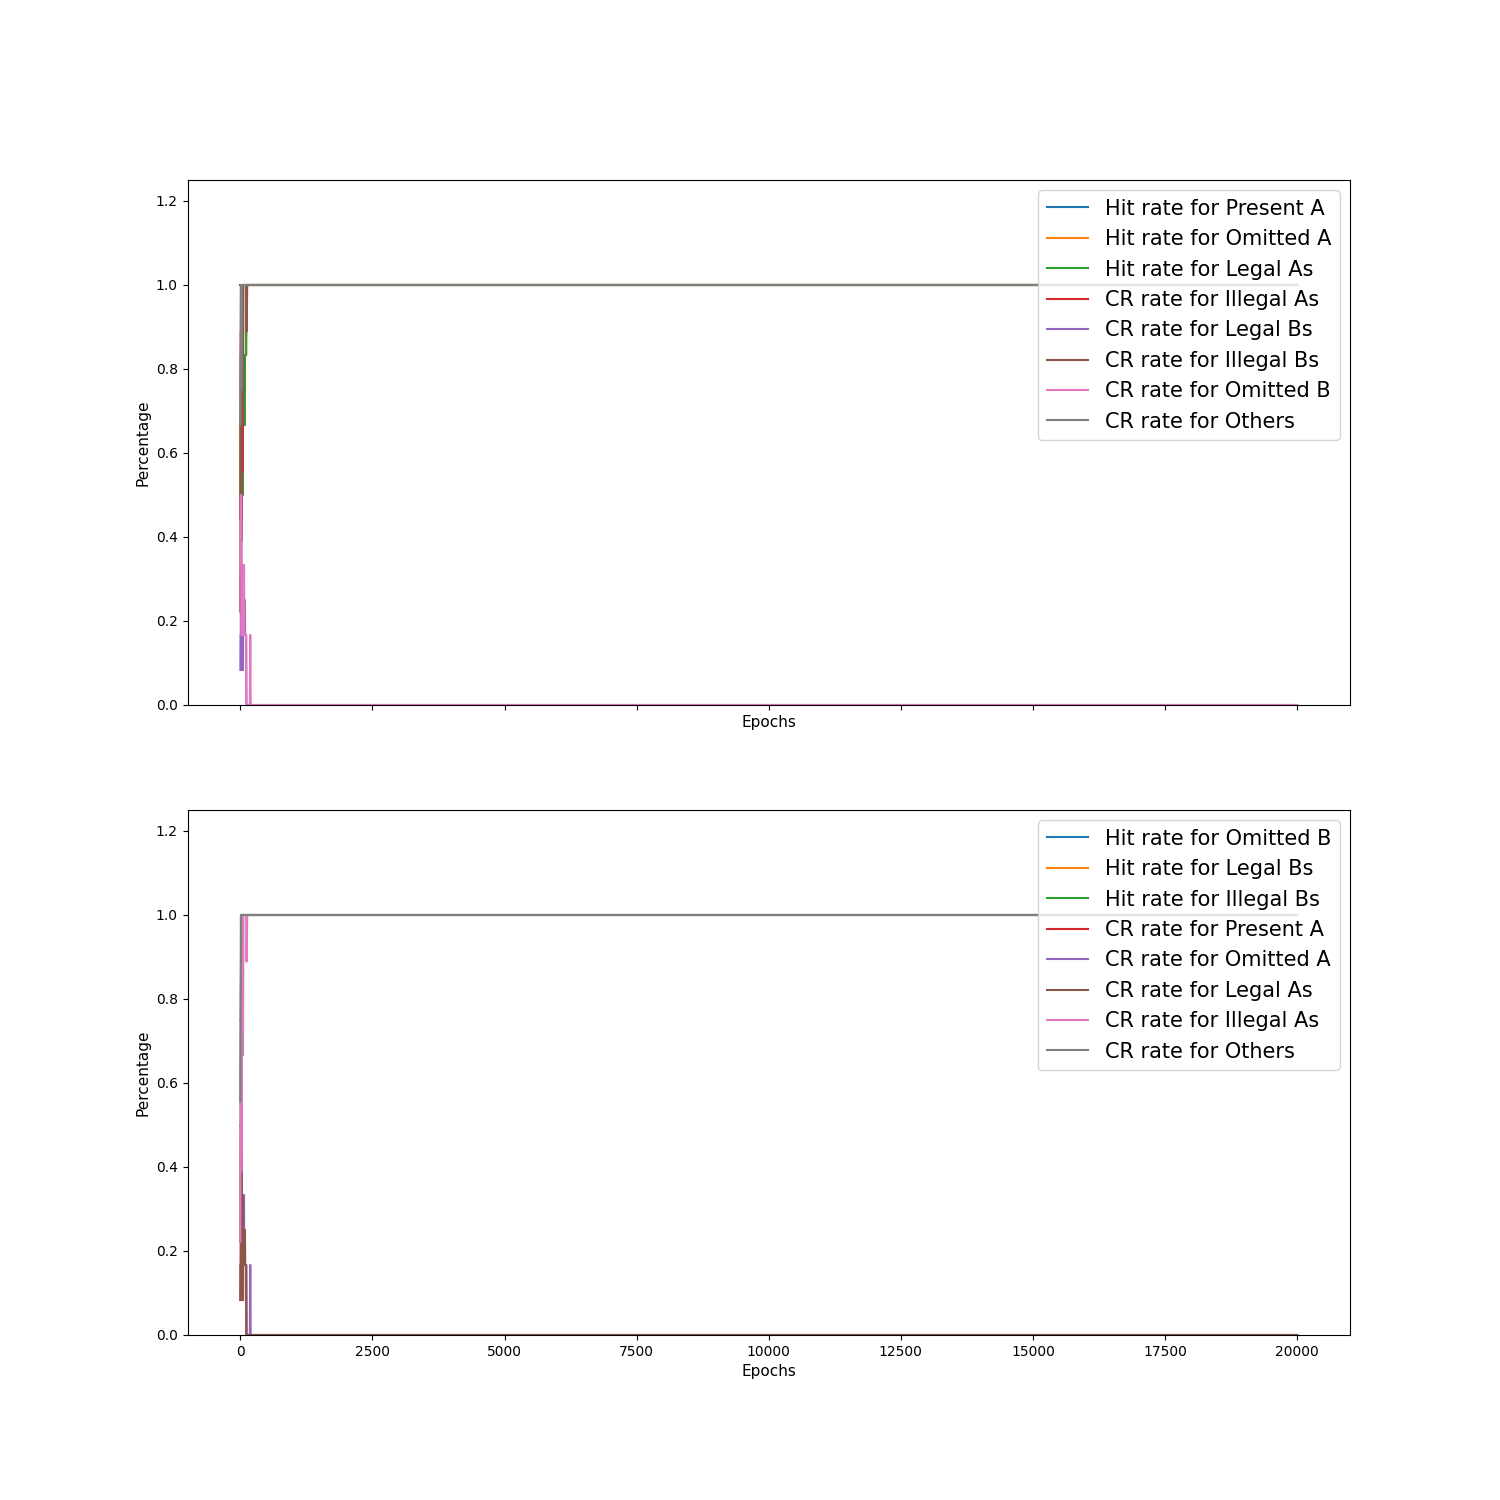 1.2
1.0
0.8
0.6
0.4
0.2
0.0
Percentage
Hit rate for Present A
Hit rate for Omitted A
Hit rate for Legal As
CR rate for Illegal As
CR rate for Legal Bs
CR rate for Illegal Bs
CR rate for Omitted B
CR rate for Others
Epochs
1.2
1.0
0.8
0.6
0.4
0.2
0.0
Percentage
Hit rate for Omitted B
Hit rate for Legal Bs
Hit rate for Illegal Bs
CR rate for Present A
CR rate for Omitted A
CR rate for Legal As
CR rate for Illegal As
CR rate for Others
0 2500 5000 7500 10000 12500 15000 17500 20000
Epochs